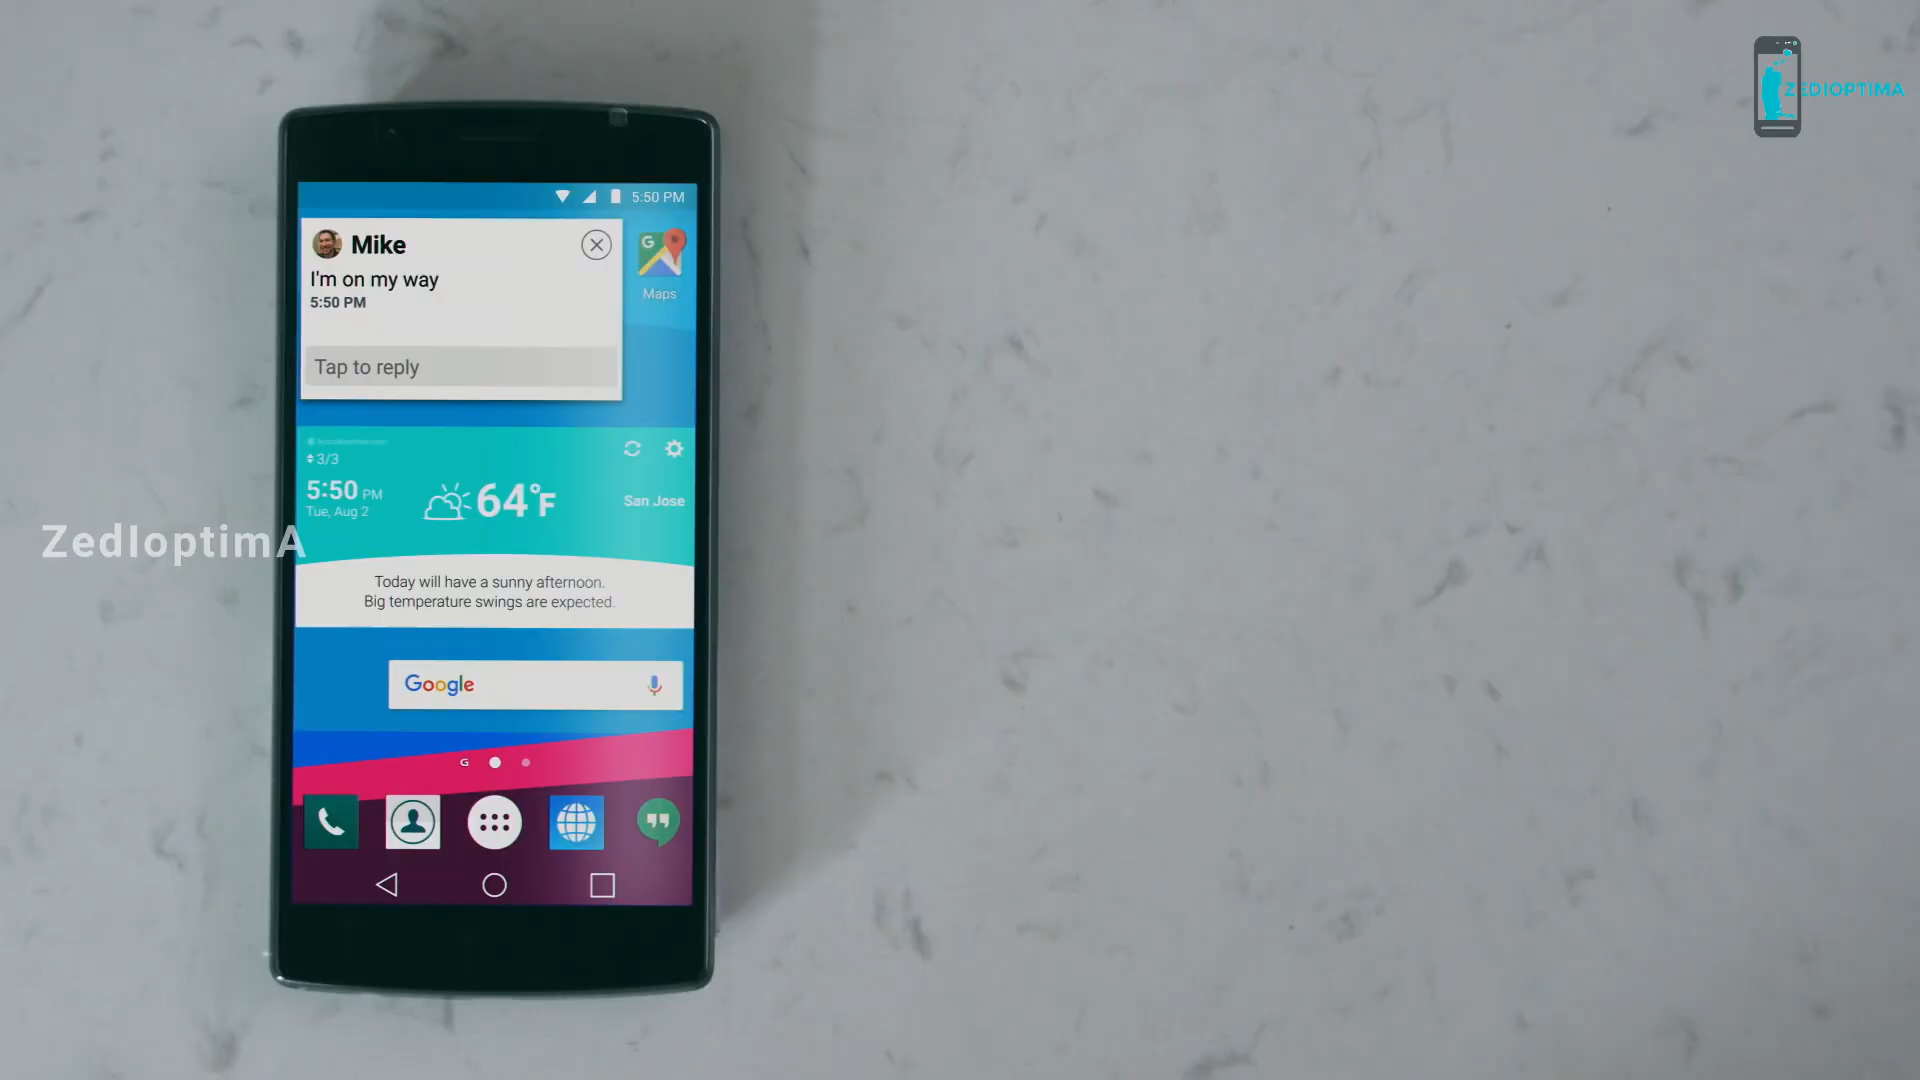 ZEDIOPTIMA
5:50 PM
Mike
I'm on my way
5:50 PM
G
Maps
Tap to reply
3/3
5:50 PM
Tue, Aug 2
64°F
San Jose
ZedIoptimA
Today will have a sunny afternoon.
Big temperature swings are expected.
Google
G